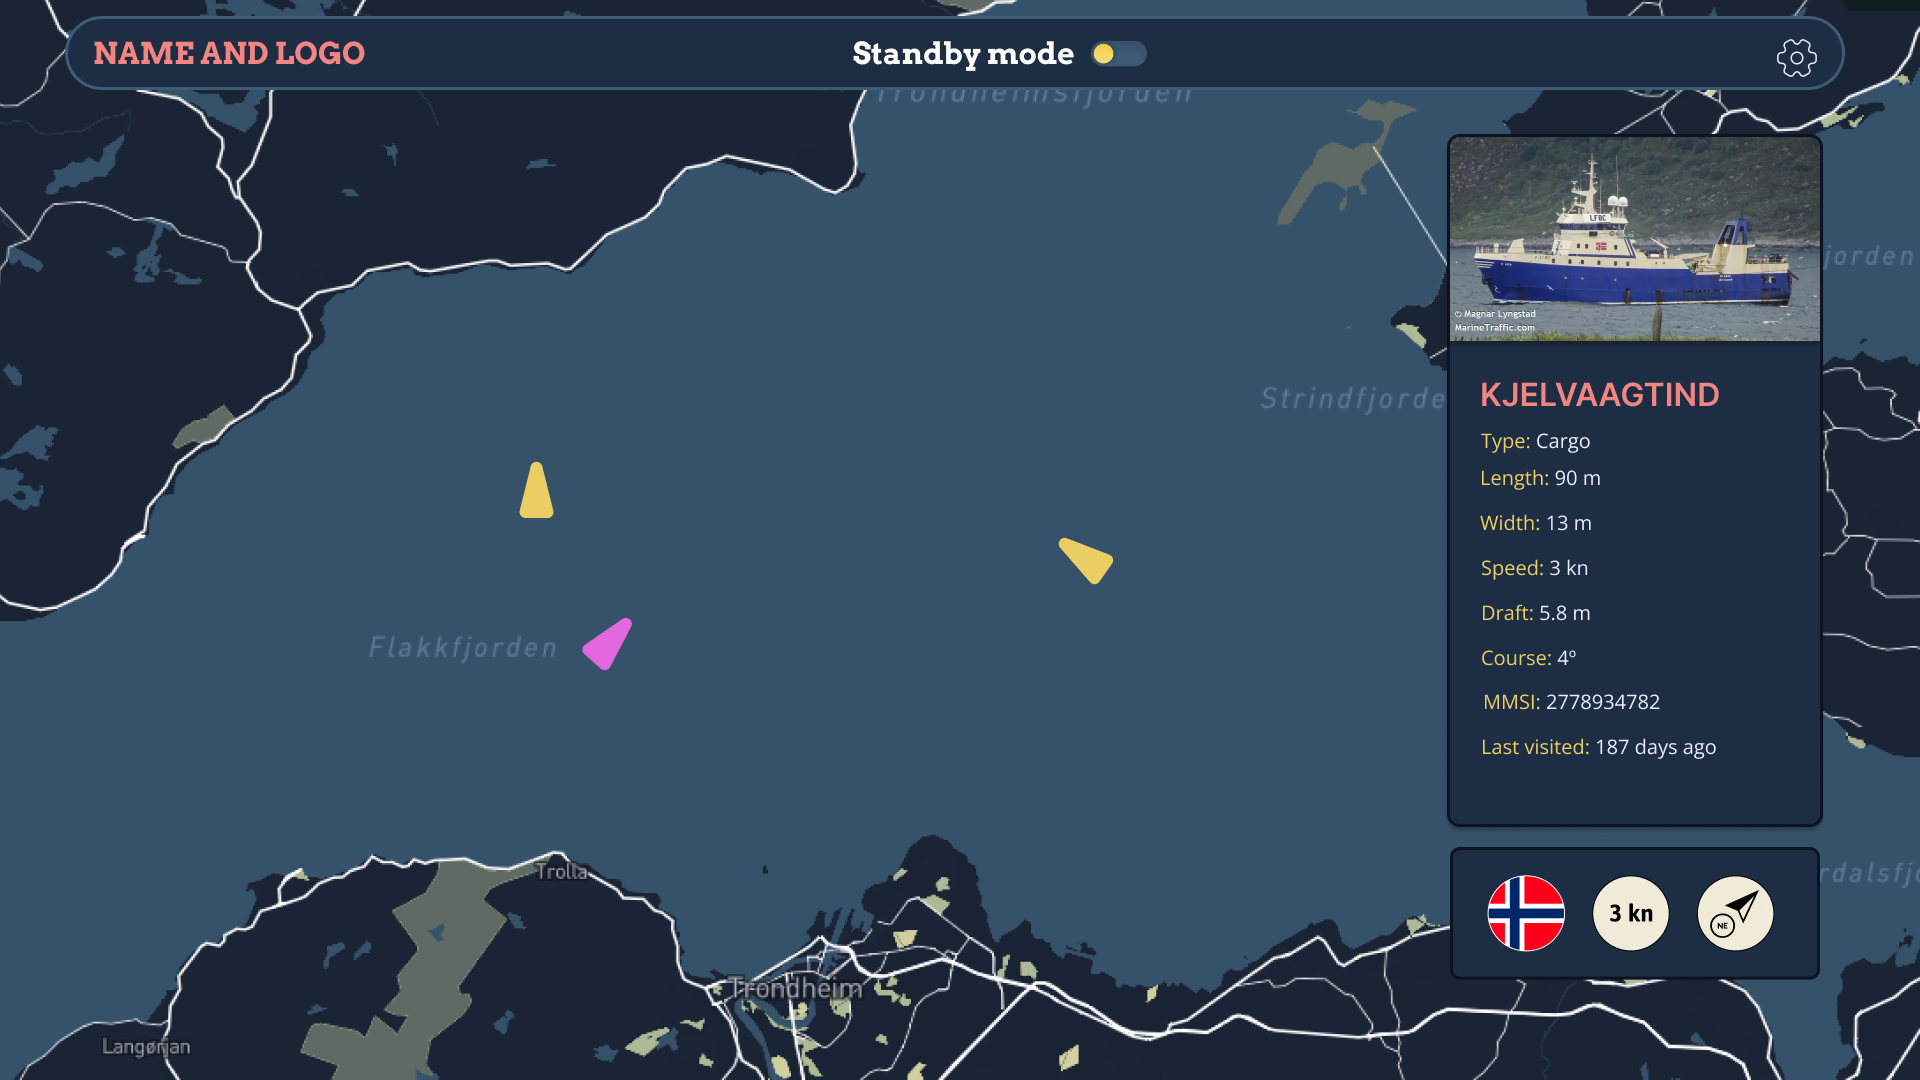 NAME AND LOGO
Standby mode
Trondheimsfjorden
jorden
LFBC
© Magnar Lyngstad
MarineTraffic.com
Strindfjorde
KJELVAAGTIND
Type: Cargo
Length: 90 m
Width: 13 m
Speed: 3 kn
Draft: 5.8 m
Course: 4º
MMSI: 2778934782
Last visited: 187 days ago
Flakkfjorden
Trolla
rdalsfj
3 kn
NE
Trondheim
Langørjan